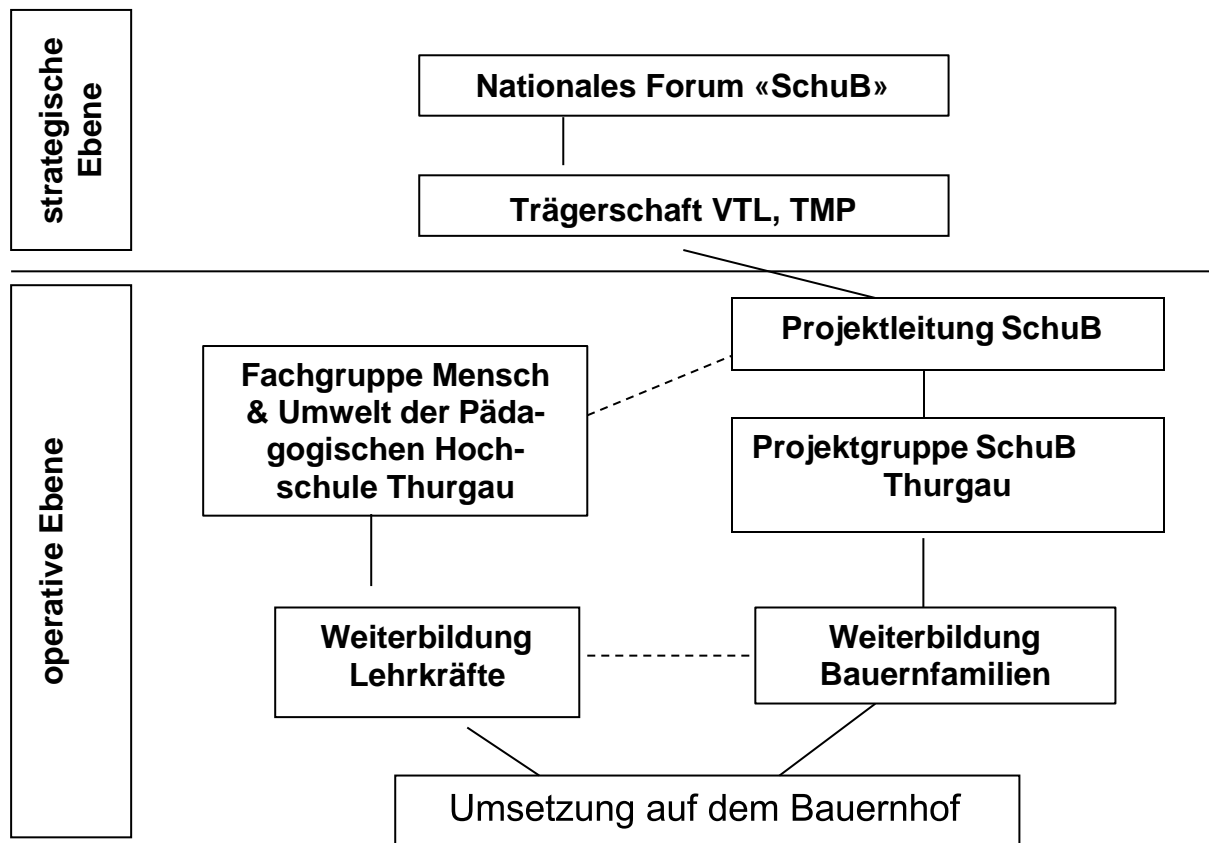 strategische
Ebene
Nationales Forum «SchuB»
Trägerschaft VTL, TMP
operative Ebene
Projektleitung SchuB
Fachgruppe Mensch
& Umwelt der Päda-
gogischen Hoch-
schule Thurgau
Projektgruppe SchuB
Thurgau
Weiterbildung
Lehrkräfte
Weiterbildung
Bauernfamilien
Umsetzung auf dem Bauernhof